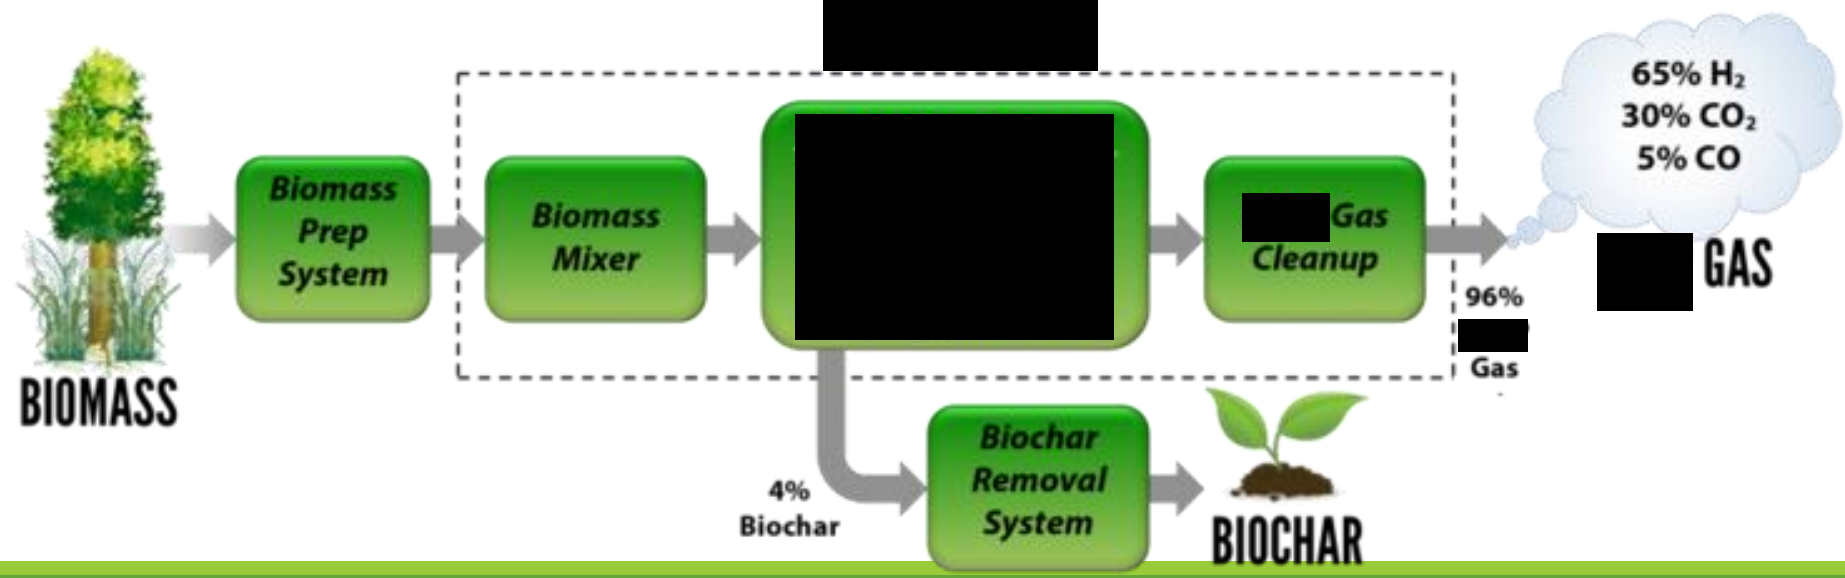 BIOMASS
Biomass
Prep
System
Biomass
Mixer
Gas
Cleanup
65% H₂
30% CO₂
5% CO
GAS
96%
Gas
4%
Biochar
Biochar
Removal
System
BIOCHAR